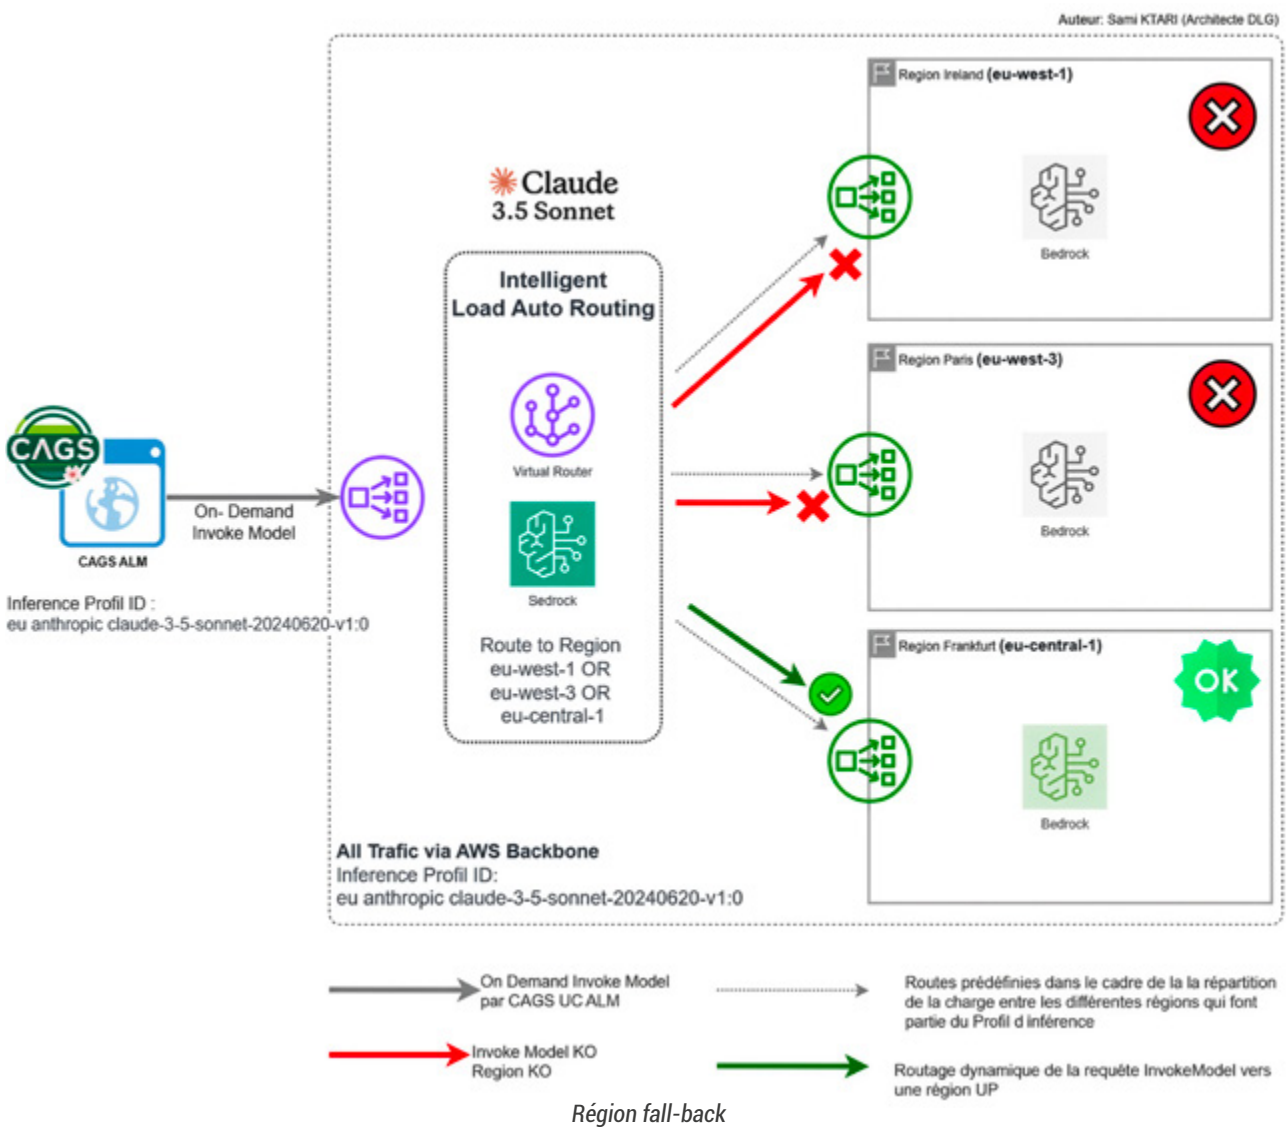 Auteur: Sami KTARI (Architecte DLG)
Region Ireland (eu-west-1)
Bedrock
Claude
3.5 Sonnet
Intelligent
Load Auto Routing
Virtual Router
Bedrock
Route to Region
eu-west-1 OR
eu-west-3 OR
eu-central-1
Region Paris (eu-west-3)
Bedrock
CAGS
On- Demand
Invoke Model
CAGS ALM
Inference Profil ID :
eu anthropic claude-3-5-sonnet-20240620-v1:0
Region Frankfurt (eu-central-1)
OK
Bedrock
All Trafic via AWS Backbone
Inference Profil ID:
eu anthropic claude-3-5-sonnet-20240620-v1:0
On Demand Invoke Model
par CAGS UC ALM
Routes prédéfinies dans le cadre de la la répartition
de la charge entre les différentes régions qui font
partie du Profil d inférence
Invoke Model KO
Region KO
Routage dynamique de la requête InvokeModel vers
une région UP
Région fall-back